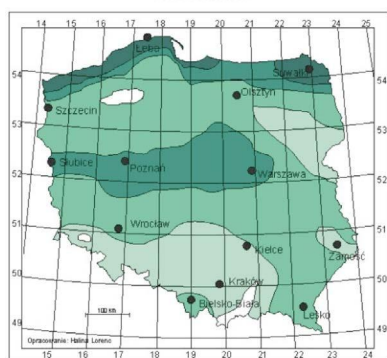 14 15 16 17 18 19 20 21 22 23 24 25
Łeba
Suwałki
54 54
Olsztyn
Szczecin
53 53
Słubice Poznań
Warszawa
52 52
Wrocław
51 Kielce Zamość 51
Kraków
50 50
Bielsko-Biała
Lesko
100 km
49 49
Opracowanie: Halina Lorenc
15 16 17 18 19 20 21 22 23 24